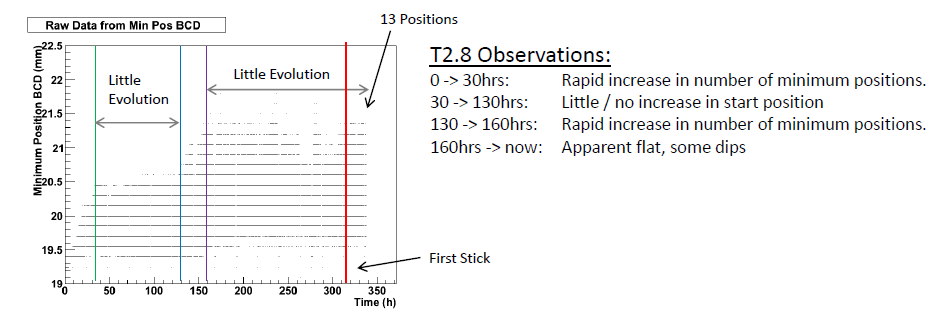 13 Positions
Raw Data from Min Pos BCD
Minimum Position BCD (mm)
22.5
22
21.5
21
20.5
20
19.5
19
Little
Evolution
Little Evolution
0
50
100
150
200
250
300
350
Time (h)
First Stick
T2.8 Observations:
0 -> 30hrs: Rapid increase in number of minimum positions.
30 -> 130hrs: Little / no increase in start position
130 -> 160hrs: Rapid increase in number of minimum positions.
160hrs -> now: Apparent flat, some dips